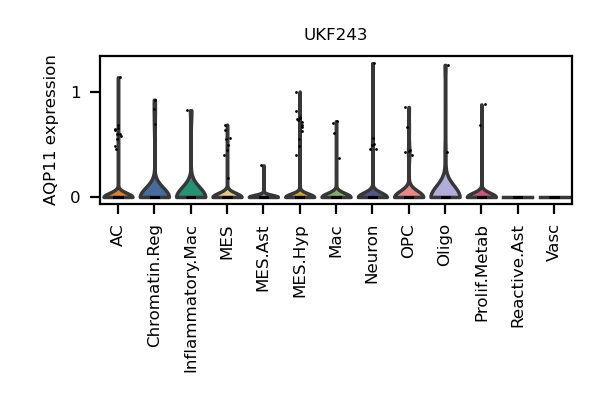 UKF243
AQP11 expression
1
0
AC
Chromatin.Reg
Inflammatory.Mac
MES
MES.Ast
MES.Hyp
Mac
Neuron
OPC
Oligo
Prolif.Metab
Reactive.Ast
Vasc